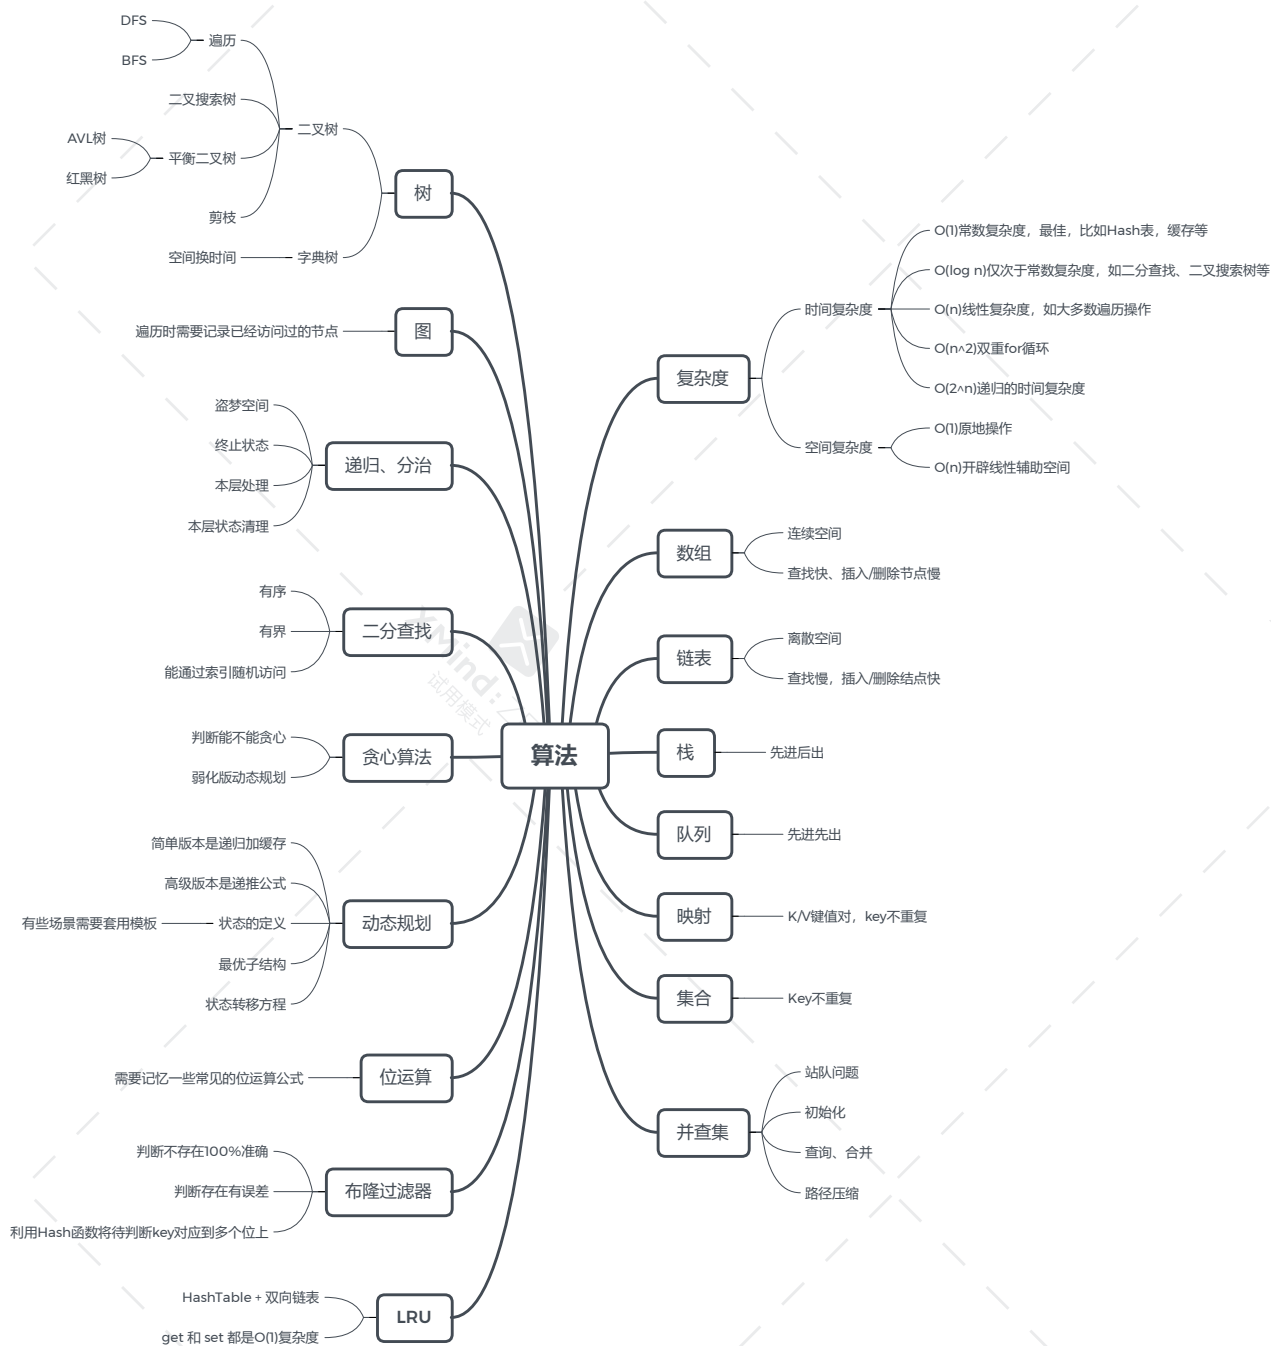 DFS
BFS
遍历
二叉搜索树
AVL树
红黑树
平衡二叉树
剪枝
二叉树
空间换时间
字典树
树
遍历时需要记录已经访问过的节点
图
盗梦空间
终止状态
本层处理
本层状态清理
递归、分治
有序
有界
能通过索引随机访问
二分查找
判断能不能贪心
弱化版动态规划
贪心算法
简单版本是递归加缓存
高级版本是递推公式
有些场景需要套用模板
状态的定义
最优子结构
状态转移方程
动态规划
需要记忆一些常见的位运算公式
位运算
判断不存在100%准确
判断存在有误差
利用Hash函数将待判断key对应到多个位上
布隆过滤器
HashTable + 双向链表
get 和 set 都是O(1)复杂度
LRU
XMind:
试用模式
算法
复杂度
时间复杂度
O(1)常数复杂度，最佳，比如Hash表，缓存等
O(log n)仅次于常数复杂度，如二分查找、二叉搜索树等
O(n)线性复杂度，如大多数遍历操作
O(n^2)双重for循环
O(2^n)递归的时间复杂度
空间复杂度
O(1)原地操作
O(n)开辟线性辅助空间
数组
连续空间
查找快、插入/删除节点慢
链表
离散空间
查找慢，插入/删除结点快
栈
先进后出
队列
先进先出
映射
K/V键值对，key不重复
集合
Key不重复
并查集
站队问题
初始化
查询、合并
路径压缩